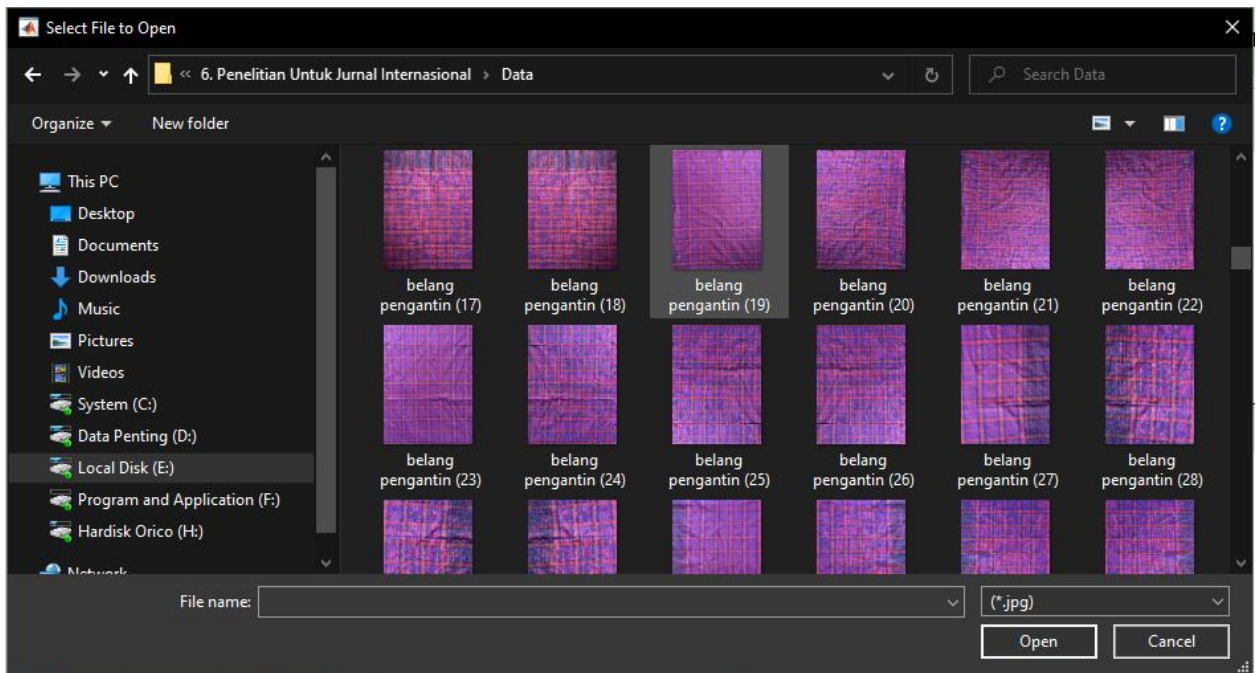 Select File to Open
« 6. Penelitian Untuk Jurnal Internasional › Data
Search Data
Organize
New folder
This PC
Desktop
Documents
Downloads
Music
Pictures
Videos
System (C:)
Data Penting (D:)
Local Disk (E:)
Program and Application (F:)
Hardisk Orico (H:)
Network
belang
pengantin (17)
belang
pengantin (18)
belang
pengantin (19)
belang
pengantin (20)
belang
pengantin (21)
belang
pengantin (22)
belang
pengantin (23)
belang
pengantin (24)
belang
pengantin (25)
belang
pengantin (26)
belang
pengantin (27)
belang
pengantin (28)
File name:
(*.jpg)
Open
Cancel